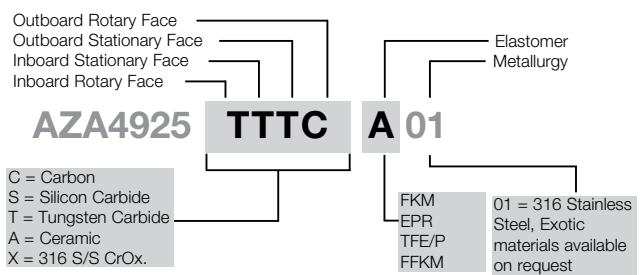 Outboard Rotary Face
Outboard Stationary Face
Inboard Stationary Face
Inboard Rotary Face
Elastomer
Metallurgy
AZA4925 TTTC A 01
C = Carbon
S = Silicon Carbide
T = Tungsten Carbide
A = Ceramic
X = 316 S/S CrOx.
FKM
EPR
TFE/P
FFKM
01 = 316 Stainless
Steel, Exotic
materials available
on request